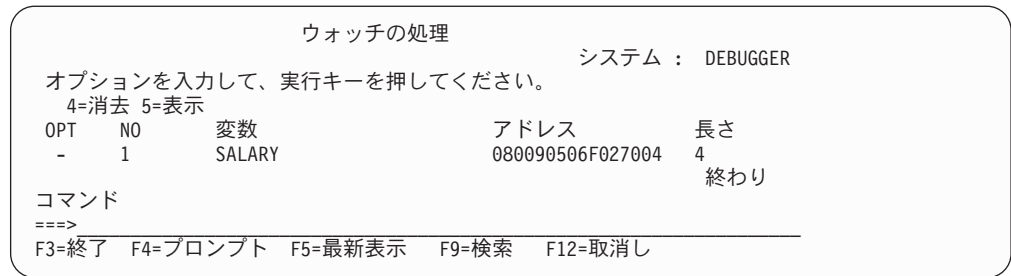 ウォッチの処理
システム : DEBUGGER
オプションを入力して、実行キーを押してください。
4=消去 5=表示
OPT NO 変数 アドレス 長さ
- 1 SALARY 080090506F027004 4
終わり
コマンド
===>
F3=終了 F4=プロンプト F5=最新表示 F9=検索 F12=取消し